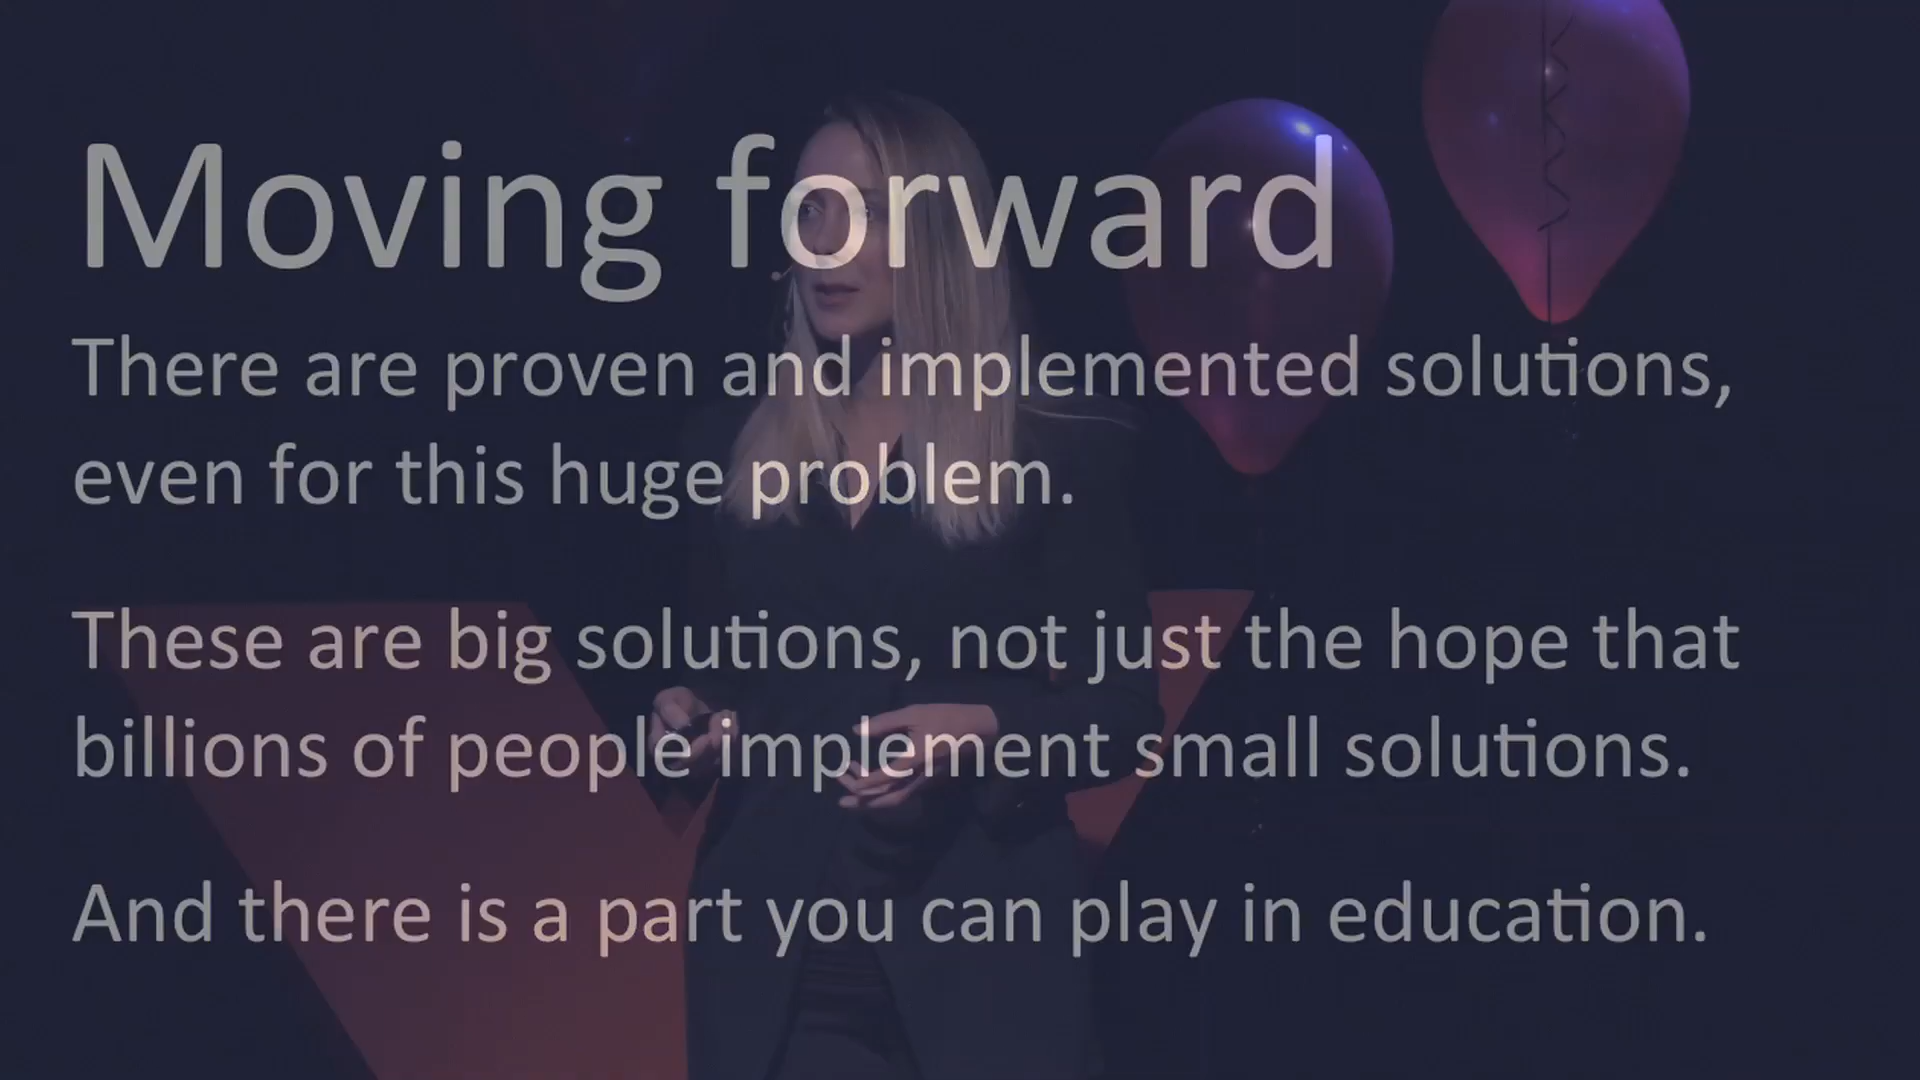 Moving forward
There are proven and implemented solutions,
even for this huge problem.
These are big solutions, not just the hope that
billions of people implement small solutions.
And there is a part you can play in education.